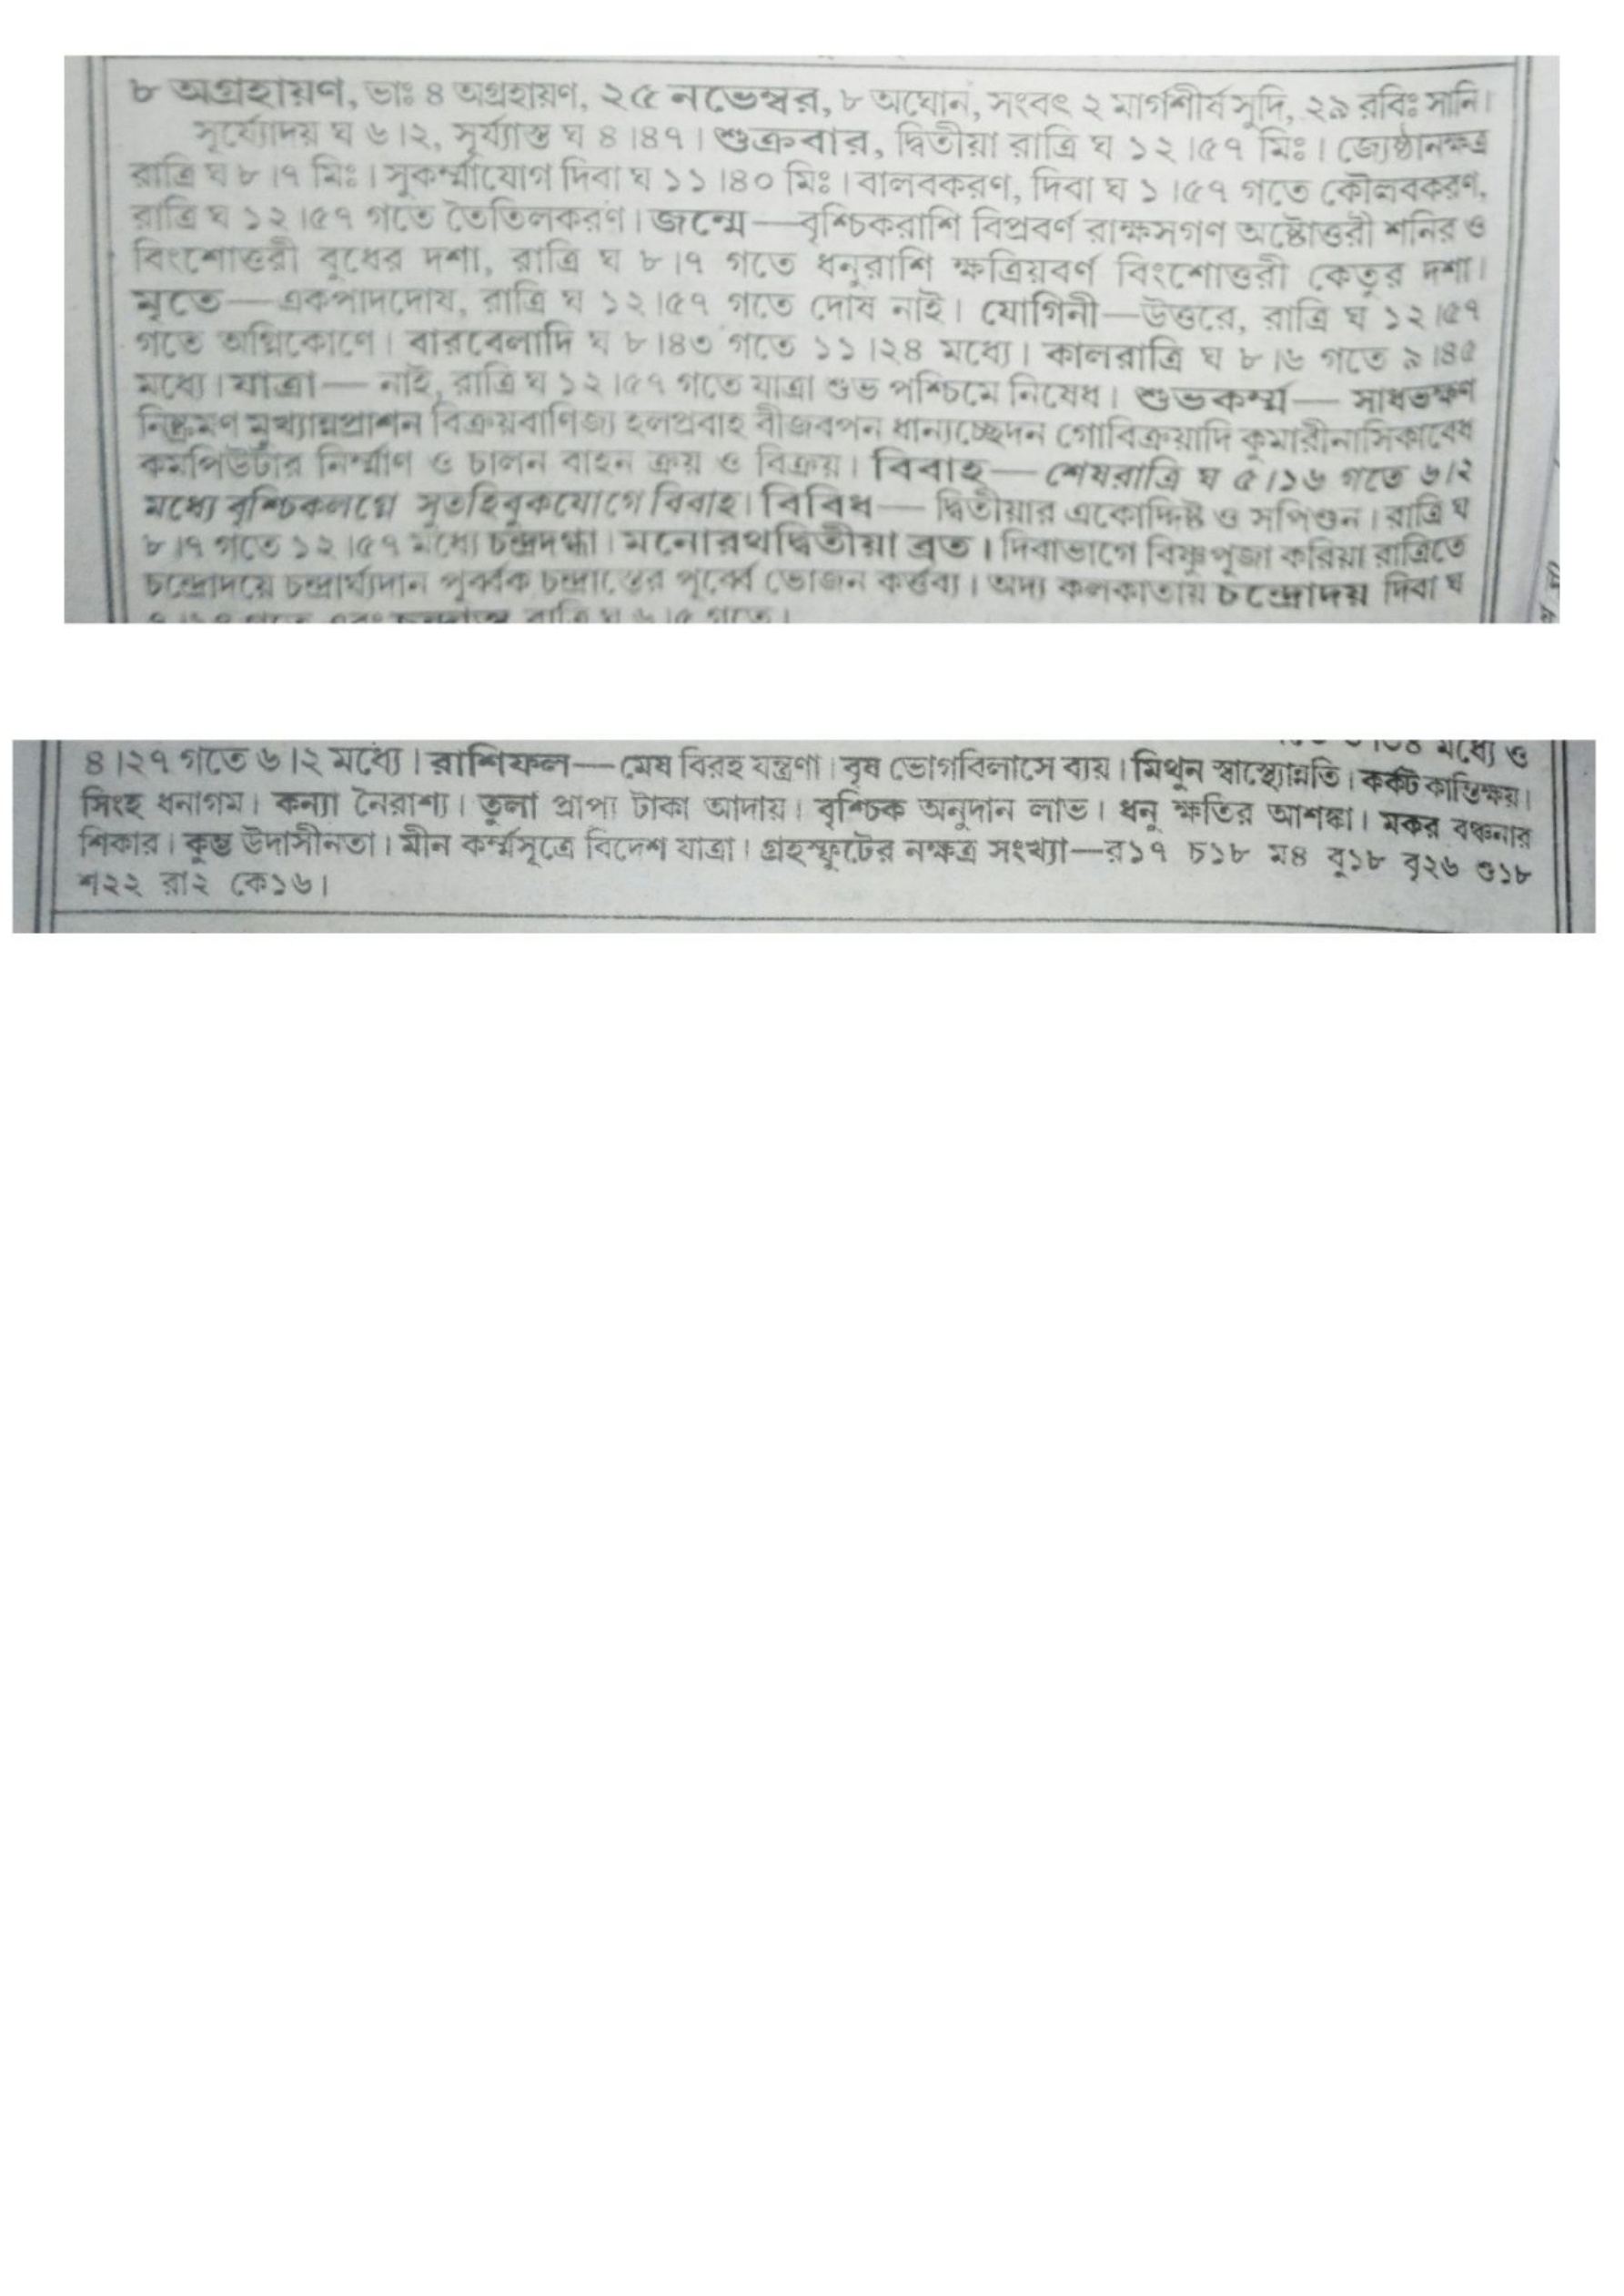 ৮ অগ্রহায়ণ, ভাঃ ৪ অগ্রহায়ণ, ২৫ নভেম্বর, ৮ অঘোন, সংবৎ ২ মার্গশীর্ষ সুদি, ২৯ রবিঃ সানি।
সূর্য্যোদয় ঘ ৬।২, সূর্য্যাস্ত ঘ ৪।৪৭। শুক্রবার, দ্বিতীয়া রাত্রি ঘ ১২।৫৭ মিঃ। জ্যেষ্ঠানক্ষত্র
রাত্রি ঘ ৮।৭ মিঃ। সুকর্ম্মাযোগ দিবা ঘ ১১।৪০ মিঃ। বালবকরণ, দিবা ঘ ১।৫৭ গতে কৌলবকরণ,
রাত্রি ঘ ১২।৫৭ গতে তৈতিলকরণ। জন্মে—বৃশ্চিকরাশি বিপ্রবর্ণ রাক্ষসগণ অষ্টোত্তরী শনির ও
বিংশোত্তরী বুধের দশা, রাত্রি ঘ ৮।৭ গতে ধনুরাশি ক্ষত্রিয়বর্ণ বিংশোত্তরী কেতুর দশা।
মৃতে—একপাদদোষ, রাত্রি ঘ ১২।৫৭ গতে দোষ নাই। যোগিনী—উত্তরে, রাত্রি ঘ ১২।৫৭
গতে অগ্নিকোণে। বারবেলাদি ঘ ৮।৪৩ গতে ১১।২৪ মধ্যে। কালরাত্রি ঘ ৮।৬ গতে ৯।৪৫
মধ্যে। যাত্রা— নাই, রাত্রি ঘ ১২।৫৭ গতে যাত্রা শুভ পশ্চিমে নিষেধ। শুভকর্ম্ম— সাধভক্ষণ
নিষ্ক্রমণ মুখ্যান্নপ্রাশন বিক্রয়বাণিজ্য হলপ্রবাহ বীজবপন ধান্যচ্ছেদন গোবিক্রয়াদি কুমারীনাসিকাবেধ
কমপিউটার নির্ম্মাণ ও চালন বাহন ক্রয় ও বিক্রয়। বিবাহ— শেষরাত্রি ঘ ৫।১৬ গতে ৬।২
মধ্যে বৃশ্চিকলগ্নে সুতহিবুকযোগে বিবাহ। বিবিধ— দ্বিতীয়ার একোদ্দিষ্ট ও সপিণ্ডন। রাত্রি ঘ
৮।৭ গতে ১২।৫৭ মধ্যে চন্দ্রদগ্ধা। মনোরথদ্বিতীয়া ব্রত। দিবাভাগে বিষ্ণুপূজা করিয়া রাত্রিতে
চন্দ্রোদয়ে চন্দ্রার্ঘ্যদান পূর্ব্বক চন্দ্রাস্তের পূর্ব্বে ভোজন কর্ত্তব্য। অদ্য কলকাতায় চন্দ্রোদয় দিবা ঘ
রাত্রি ঘ ৬।৫ গতে।
মধ্যে ও
৪।২৭ গতে ৬।২ মধ্যে। রাশিফল—মেষ বিরহ যন্ত্রণা। বৃষ ভোগবিলাসে ব্যয়। মিথুন স্বাস্থ্যোন্নতি। কর্কট কান্তিক্ষয়।
সিংহ ধনাগম। কন্যা নৈরাশ্য। তুলা প্রাপ্য টাকা আদায়। বৃশ্চিক অনুদান লাভ। ধনু ক্ষতির আশঙ্কা। মকর বঞ্চনার
শিকার। কুম্ভ উদাসীনতা। মীন কর্ম্মসূত্রে বিদেশ যাত্রা। গ্রহস্ফুটের নক্ষত্র সংখ্যা—র১৭ চ১৮ ম৪ বু১৮ বৃ২৬ শু১৮
শ২২ রা২ কে১৬।